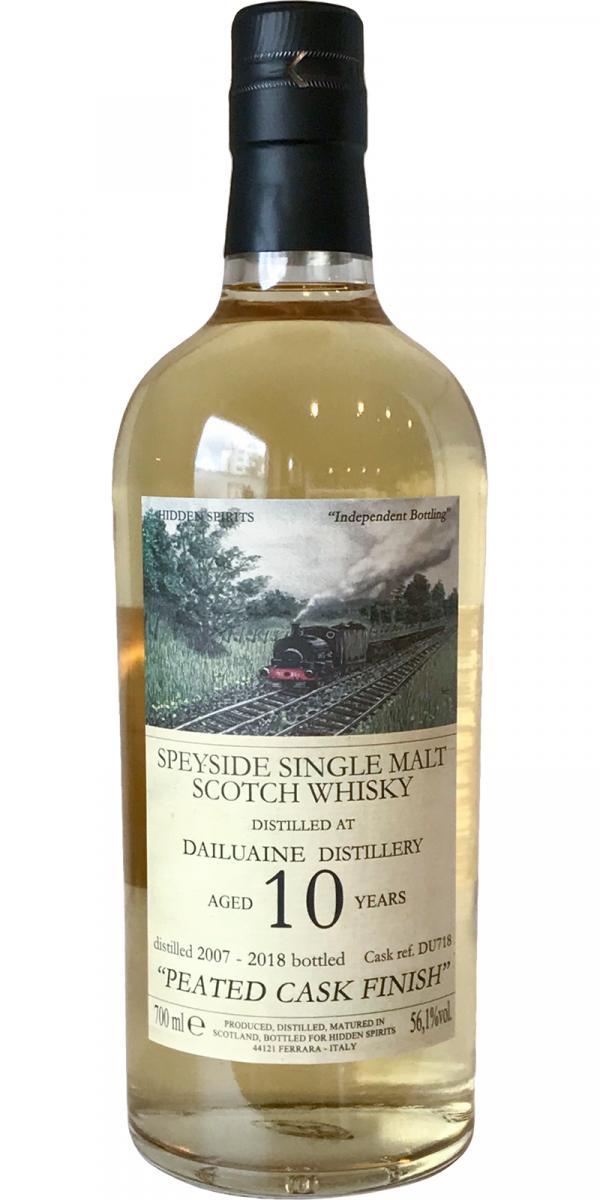 HIDDEN SPIRITS "Independent Bottling"
SPEYSIDE SINGLE MALT
SCOTCH WHISKY
DISTILLED AT
DAILUAINE DISTILLERY
AGED 10 YEARS
distilled 2007 - 2018 bottled Cask ref. DU718
"PEATED CASK FINISH"
700 ml ℮ PRODUCED, DISTILLED, MATURED IN 56,1%vol.
SCOTLAND, BOTTLED FOR HIDDEN SPIRITS
44121 FERRARA - ITALY